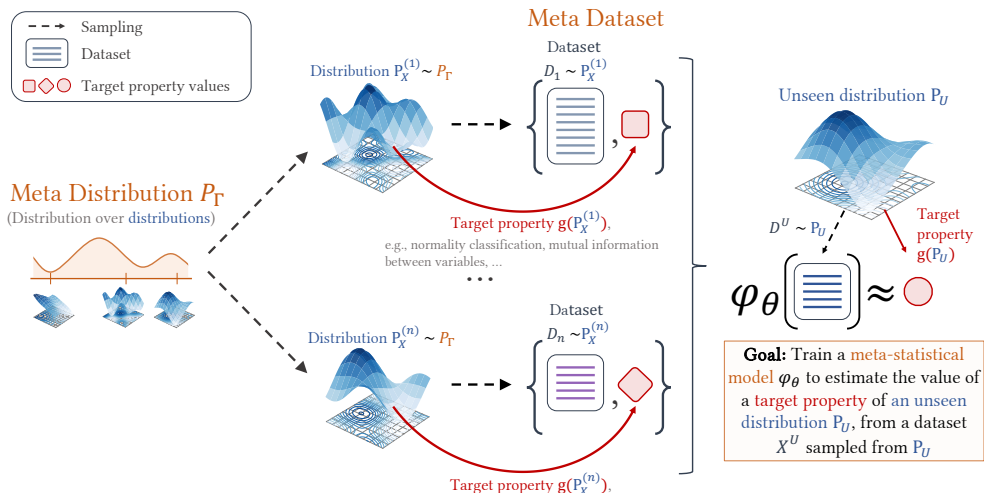 Sampling
Dataset
Target property values
Meta Distribution P_Γ
(Distribution over distributions)
Meta Dataset
Distribution P_X^(1) ~ P_Γ
Dataset
D_1 ~ P_X^(1)
{ , }
Target property g(P_X^(1)),
e.g., normality classification, mutual information
between variables, ...
...
Distribution P_X^(n) ~ P_Γ
D_n ~P_X^(n)
{ , }
Target property g(P_X^(n)),
Unseen distribution P_U
D^U ~ P_U
Target
property
g(P_U)
φ_θ ( ) ≈
Goal: Train a meta-statistical
model φ_θ to estimate the value of
a target property of an unseen
distribution P_U, from a dataset
X^U sampled from P_U